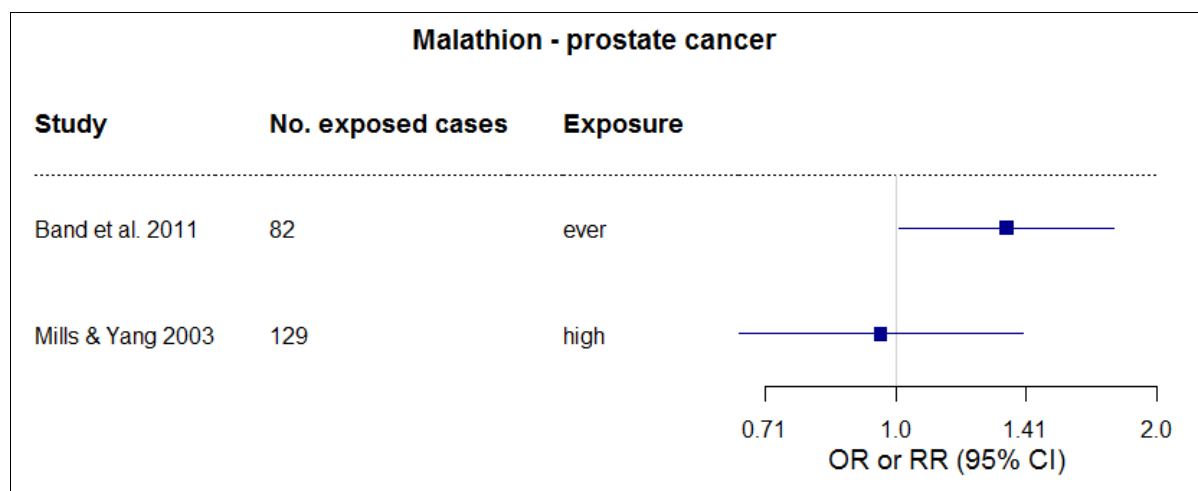 Malathion - prostate cancer
Study No. exposed cases Exposure
Band et al. 2011 82 ever
Mills & Yang 2003 129 high
0.71 1.0 1.41 2.0
OR or RR (95% CI)